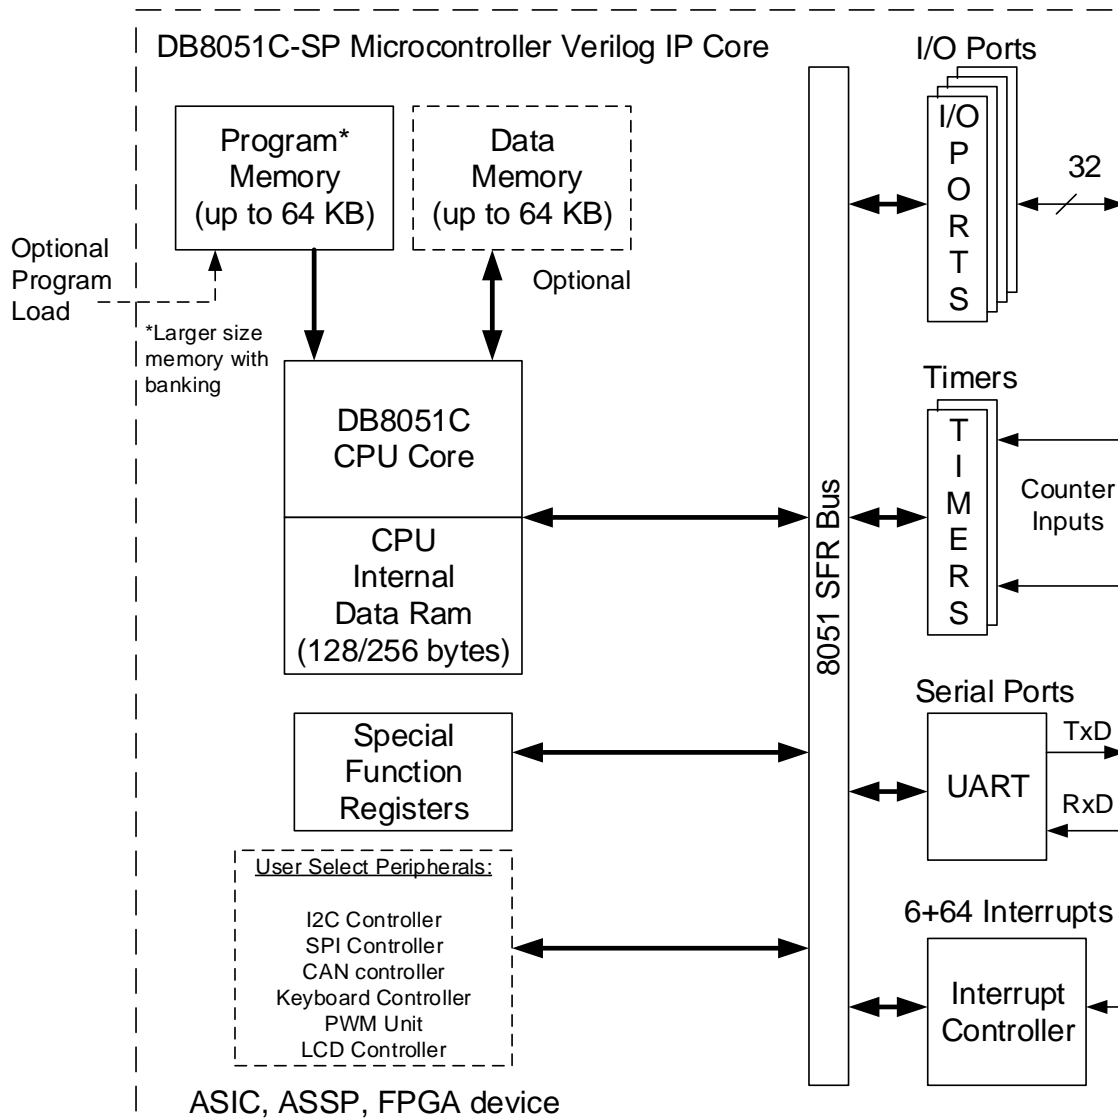 DB8051C-SP Microcontroller Verilog IP Core
Program*
Memory
(up to 64 KB)
Data
Memory
(up to 64 KB)
Optional
Optional
Program
Load
*Larger size
memory with
banking
DB8051C
CPU Core
CPU
Internal
Data Ram
(128/256 bytes)
Special
Function
Registers
User Select Peripherals:
I2C Controller
SPI Controller
CAN controller
Keyboard Controller
PWM Unit
LCD Controller
ASIC, ASSP, FPGA device
8051 SFR Bus
I/O Ports
I/O
P
O
R
T
S
32
Timers
T
I
M
E
R
S
Counter
Inputs
Serial Ports
UART
TxD
RxD
6+64 Interrupts
Interrupt
Controller